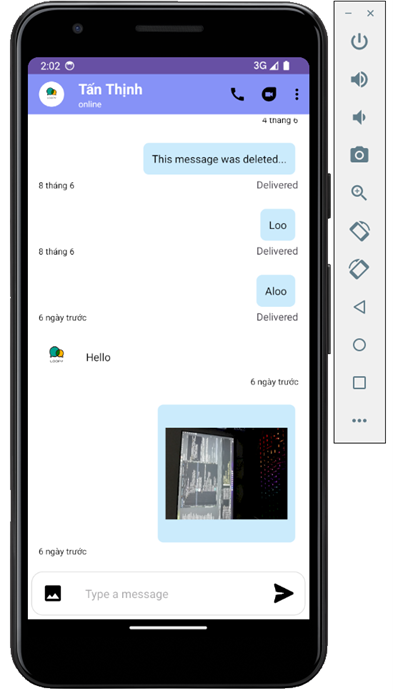 2:02 3G
Tấn Thịnh
online
4 tháng 6
This message was deleted...
8 tháng 6 Delivered
Loo
8 tháng 6 Delivered
Aloo
6 ngày trước Delivered
Hello
6 ngày trước
6 ngày trước
Type a message